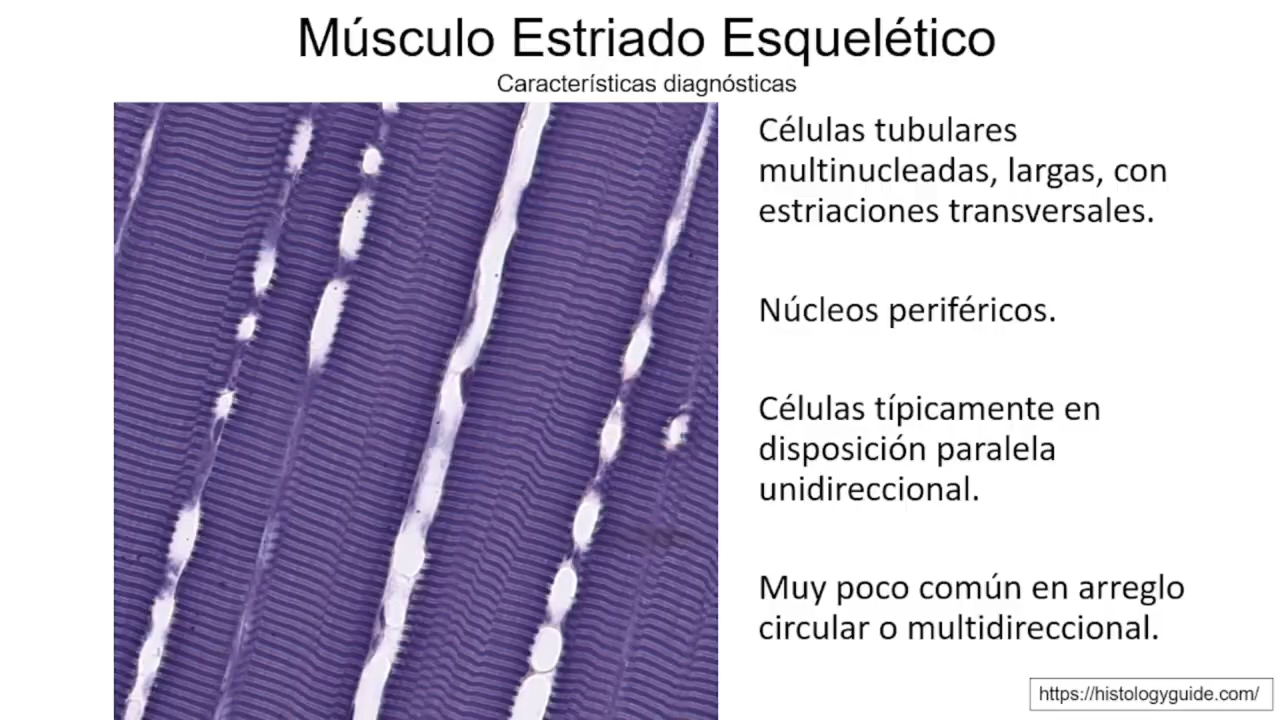 Músculo Estriado Esquelético
Características diagnósticas
Células tubulares
multinucleadas, largas, con
estriaciones transversales.
Núcleos periféricos.
Células típicamente en
disposición paralela
unidireccional.
Muy poco común en arreglo
circular o multidireccional.
https://histologyguide.com/